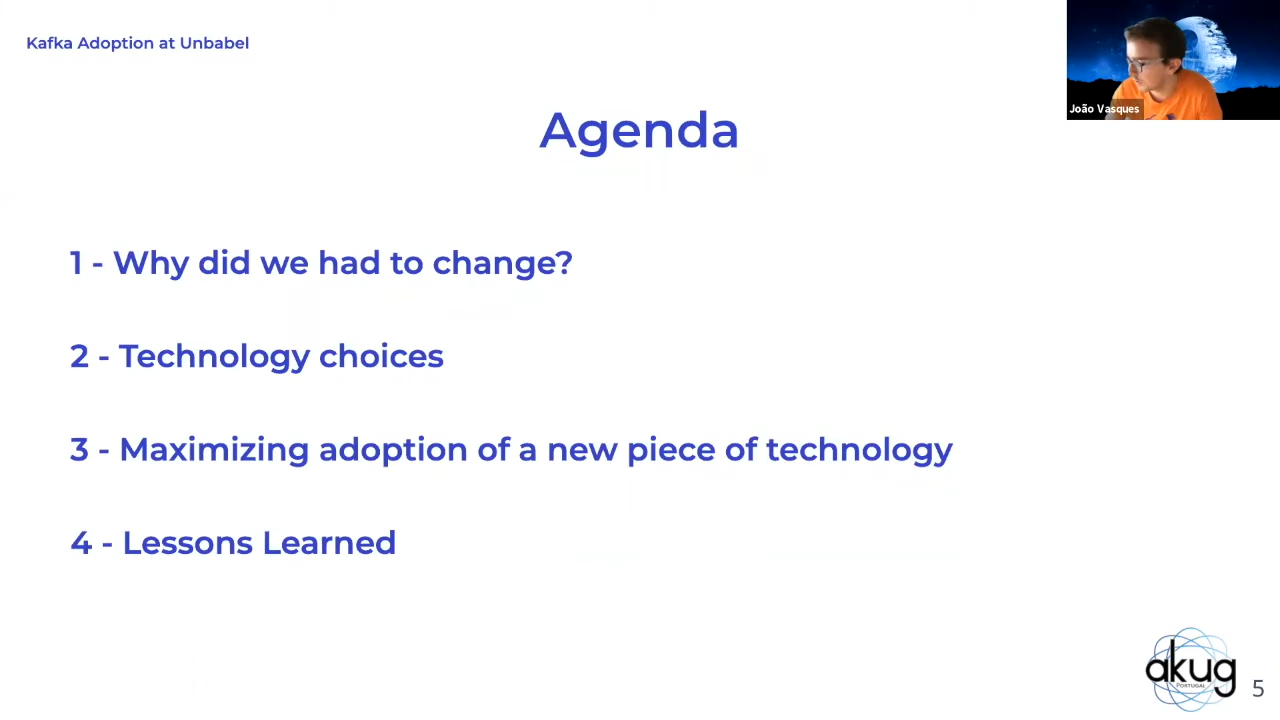 Kafka Adoption at Unbabel
João Vasques
Agenda
1 - Why did we had to change?
2 - Technology choices
3 - Maximizing adoption of a new piece of technology
4 - Lessons Learned
akug
PORTUGAL
5